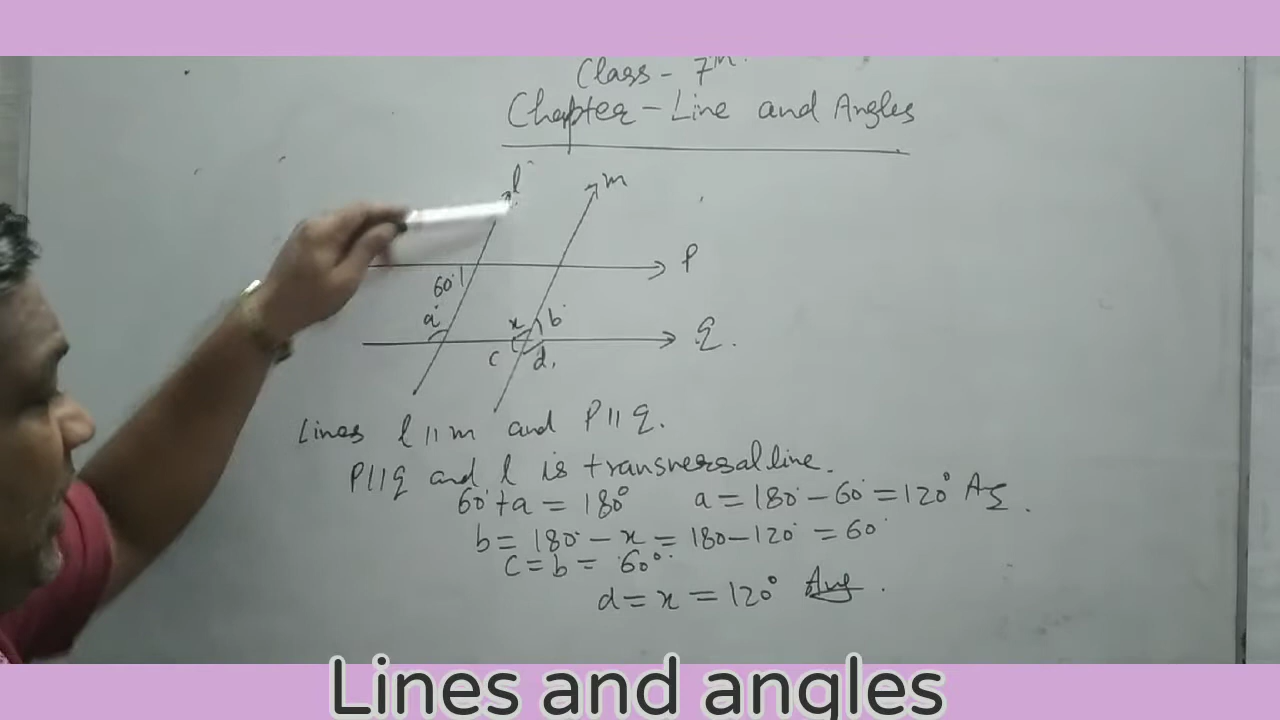 Class - 7th.
Chapter - Line and Angles
l
m
P
60°
a°
x
b°
q.
c
d.
Lines l || m and P || q.
P || q and l is transversal line.
60° + a = 180° a = 180° - 60° = 120° Ans.
b = 180° - x = 180 - 120° = 60°
c = b = 60°.
d = x = 120° Ans.
Lines and angles